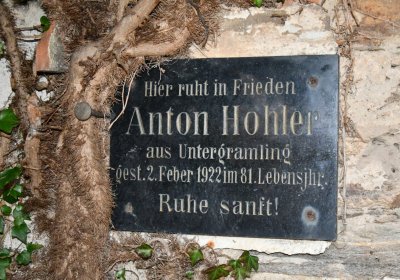 Hier ruht in Frieden
Anton Hohler
aus Untergramling
gest. 2. Feber 1922 im 81. Lebensjhr.
Ruhe sanft!